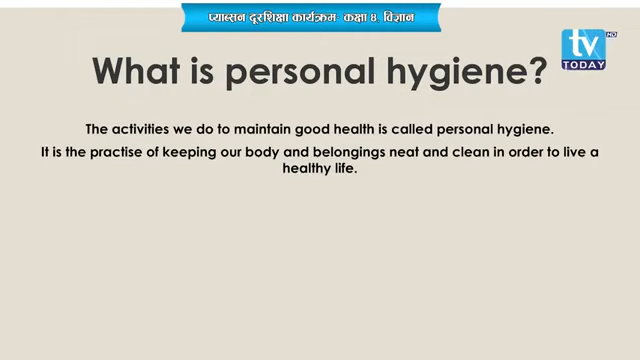 प्याब्सन दूरशिक्षा कार्यक्रम कक्षा ४ विज्ञान
tv HD
TODAY
What is personal hygiene?
The activities we do to maintain good health is called personal hygiene.
It is the practise of keeping our body and belongings neat and clean in order to live a
healthy life.